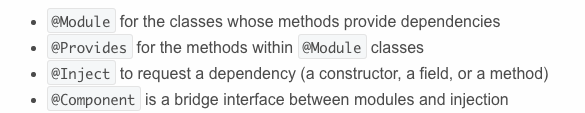 @Module for the classes whose methods provide dependencies
@Provides for the methods within @Module classes
@Inject to request a dependency (a constructor, a field, or a method)
@Component is a bridge interface between modules and injection